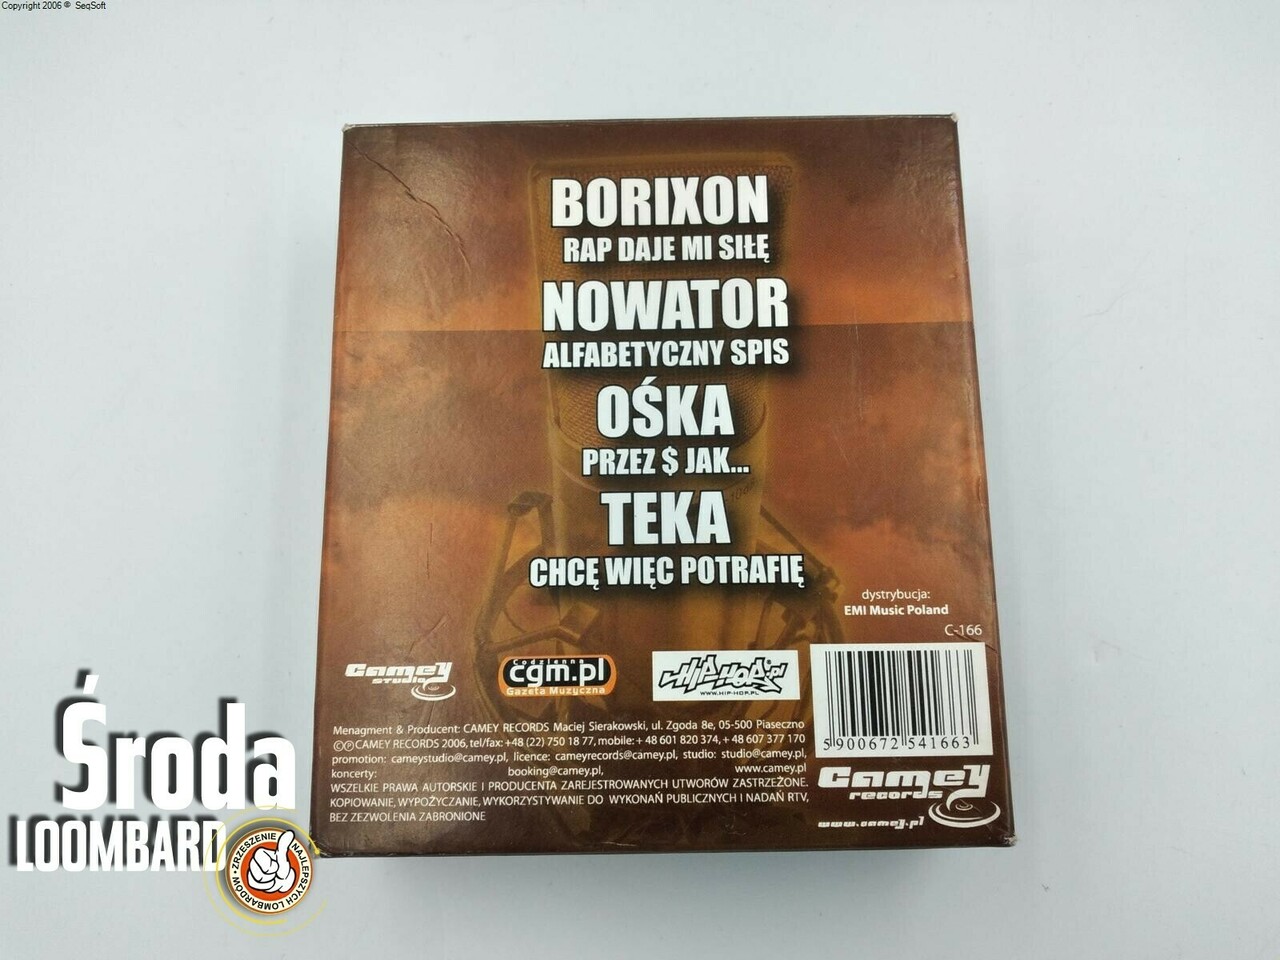 Copyright 2006 ® SeqSoft
BORIXON
RAP DAJE MI SIŁĘ
NOWATOR
ALFABETYCZNY SPIS
OŚKA
PRZEZ $ JAK...
TEKA
CHCĘ WIĘC POTRAFIĘ
dystrybucja:
EMI Music Poland
C-166
Camey
STUDIO
Codzienna
cgm.pl
Gazeta Muzyczna
HIP-HOP.pl
WWW.HIP-HOP.PL
5 900672 541663
Menagment & Producent: CAMEY RECORDS Maciej Sierakowski, ul. Zgoda 8e, 05-500 Piaseczno
©℗ CAMEY RECORDS 2006, tel/fax: +48 (22) 750 18 77, mobile: + 48 601 820 374, + 48 607 377 170
promotion: cameystudio@camey.pl, licence: cameyrecords@camey.pl, studio: studio@camey.pl,
koncerty: booking@camey.pl, www.camey.pl
WSZELKIE PRAWA AUTORSKIE I PRODUCENTA ZAREJESTROWANYCH UTWORÓW ZASTRZEŻONE.
KOPIOWANIE, WYPOŻYCZANIE, WYKORZYSTYWANIE DO WYKONAŃ PUBLICZNYCH I NADAŃ RTV,
BEZ ZEZWOLENIA ZABRONIONE
Camey
records
www.camey.pl
Środa
LOOMBARD
ZRZESZENIE NAJLEPSZYCH LOMBARDÓW